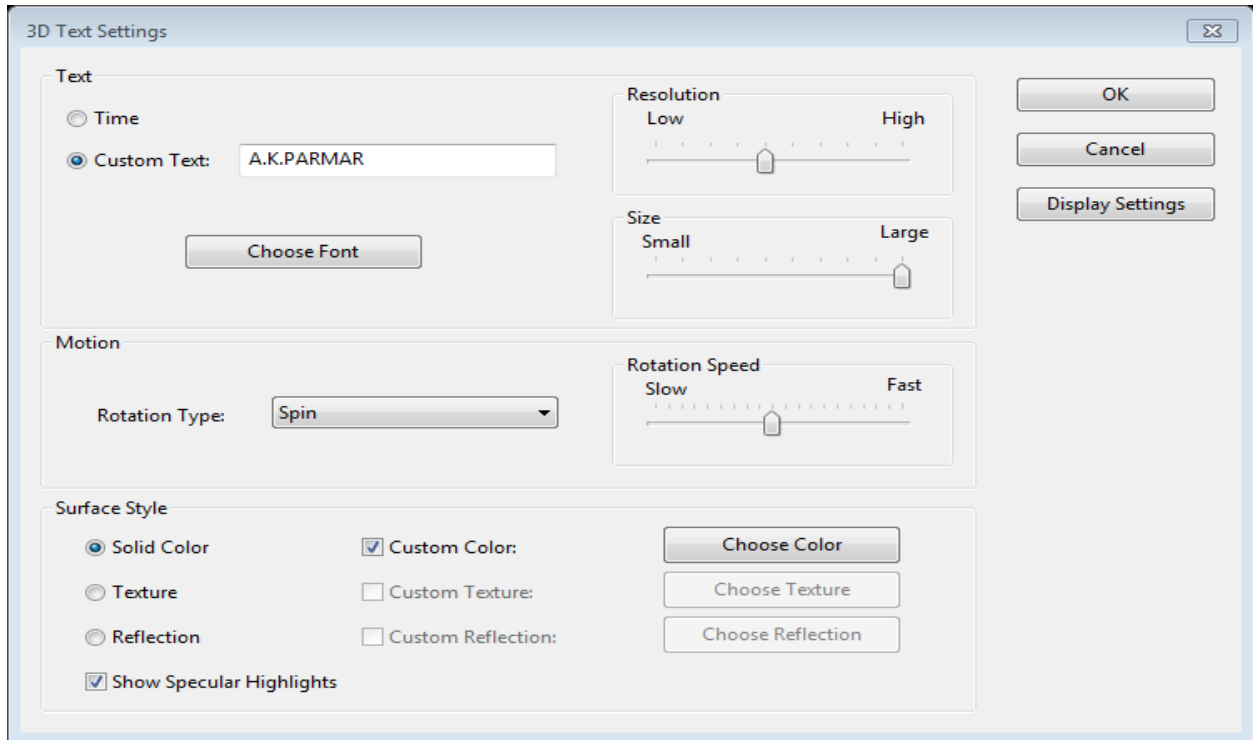 3D Text Settings
Text
Time
Custom Text: A.K.PARMAR
Choose Font
Resolution
Low High
Size
Small Large
OK
Cancel
Display Settings
Motion
Rotation Type: Spin
Rotation Speed
Slow Fast
Surface Style
Solid Color Custom Color: Choose Color
Texture Custom Texture: Choose Texture
Reflection Custom Reflection: Choose Reflection
Show Specular Highlights